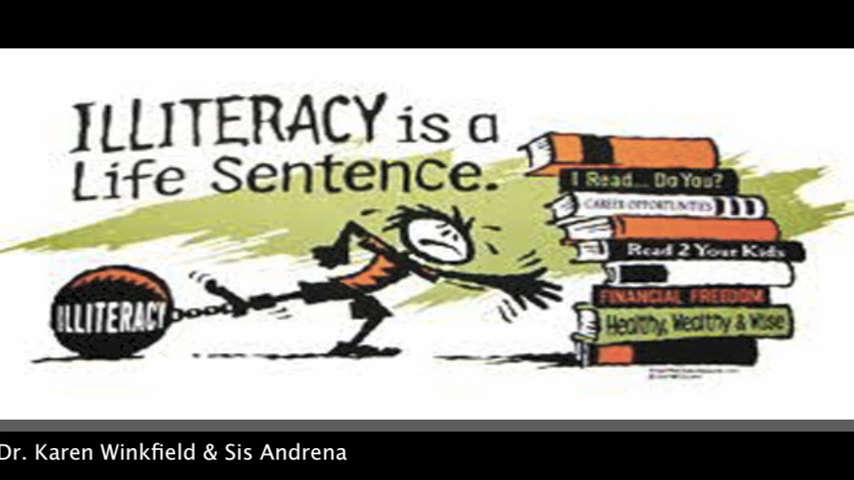 ILLITERACY is a
Life Sentence.
I Read... Do You?
CAREER OPPORTUNITIES
Read 2 Your Kids
FINANCIAL FREEDOM
Healthy, Wealthy & Wise
ILLITERACY
Dr. Karen Winkfield & Sis Andrena